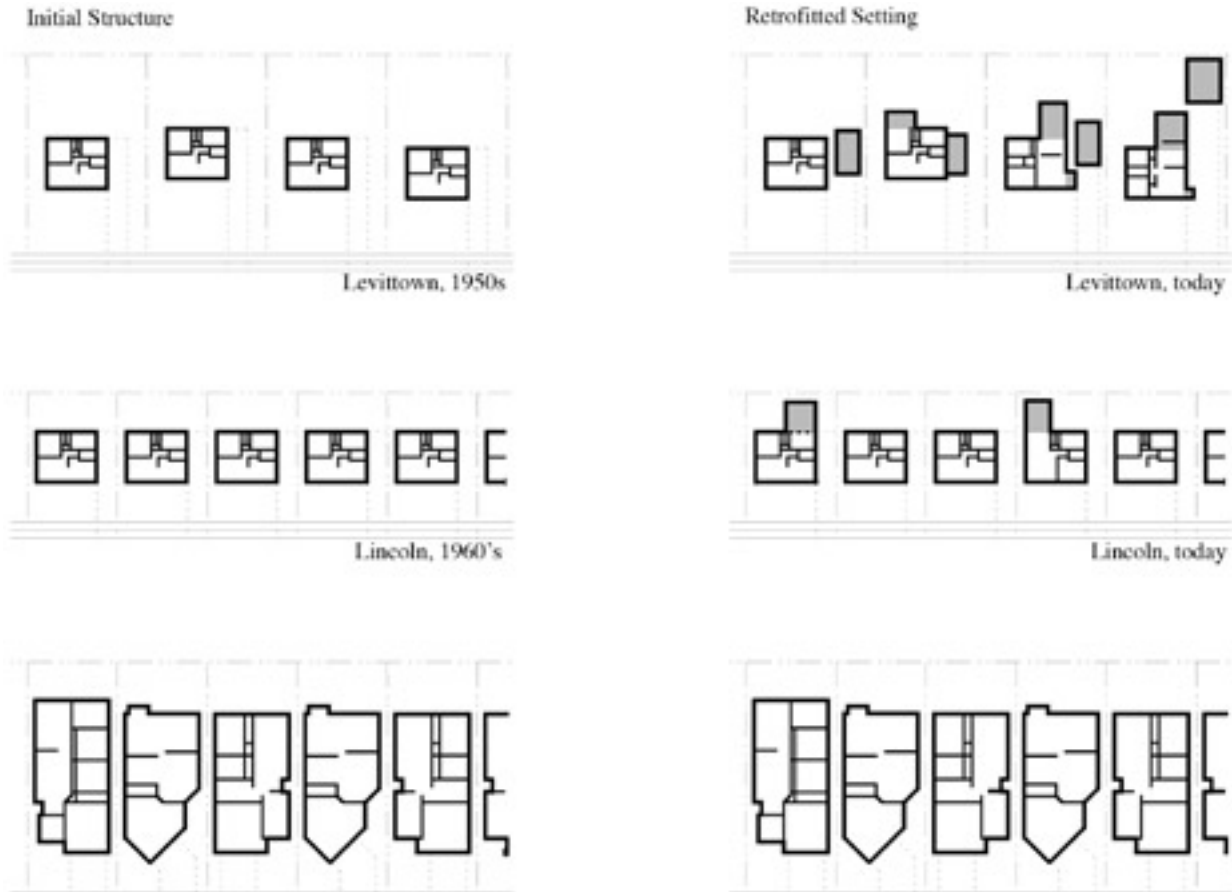 Initial Structure
Retrofitted Setting
Levittown, 1950s
Levittown, today
Lincoln, 1960's
Lincoln, today